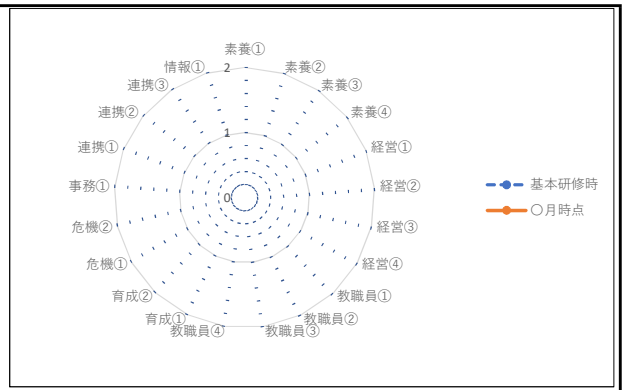 素養①
素養②
素養③
素養④
経営①
経営②
経営③
経営④
教職員①
教職員②
教職員③
教職員④
育成①
育成②
危機①
危機②
事務①
連携①
連携②
連携③
情報①
2
1
0
基本研修時
〇月時点